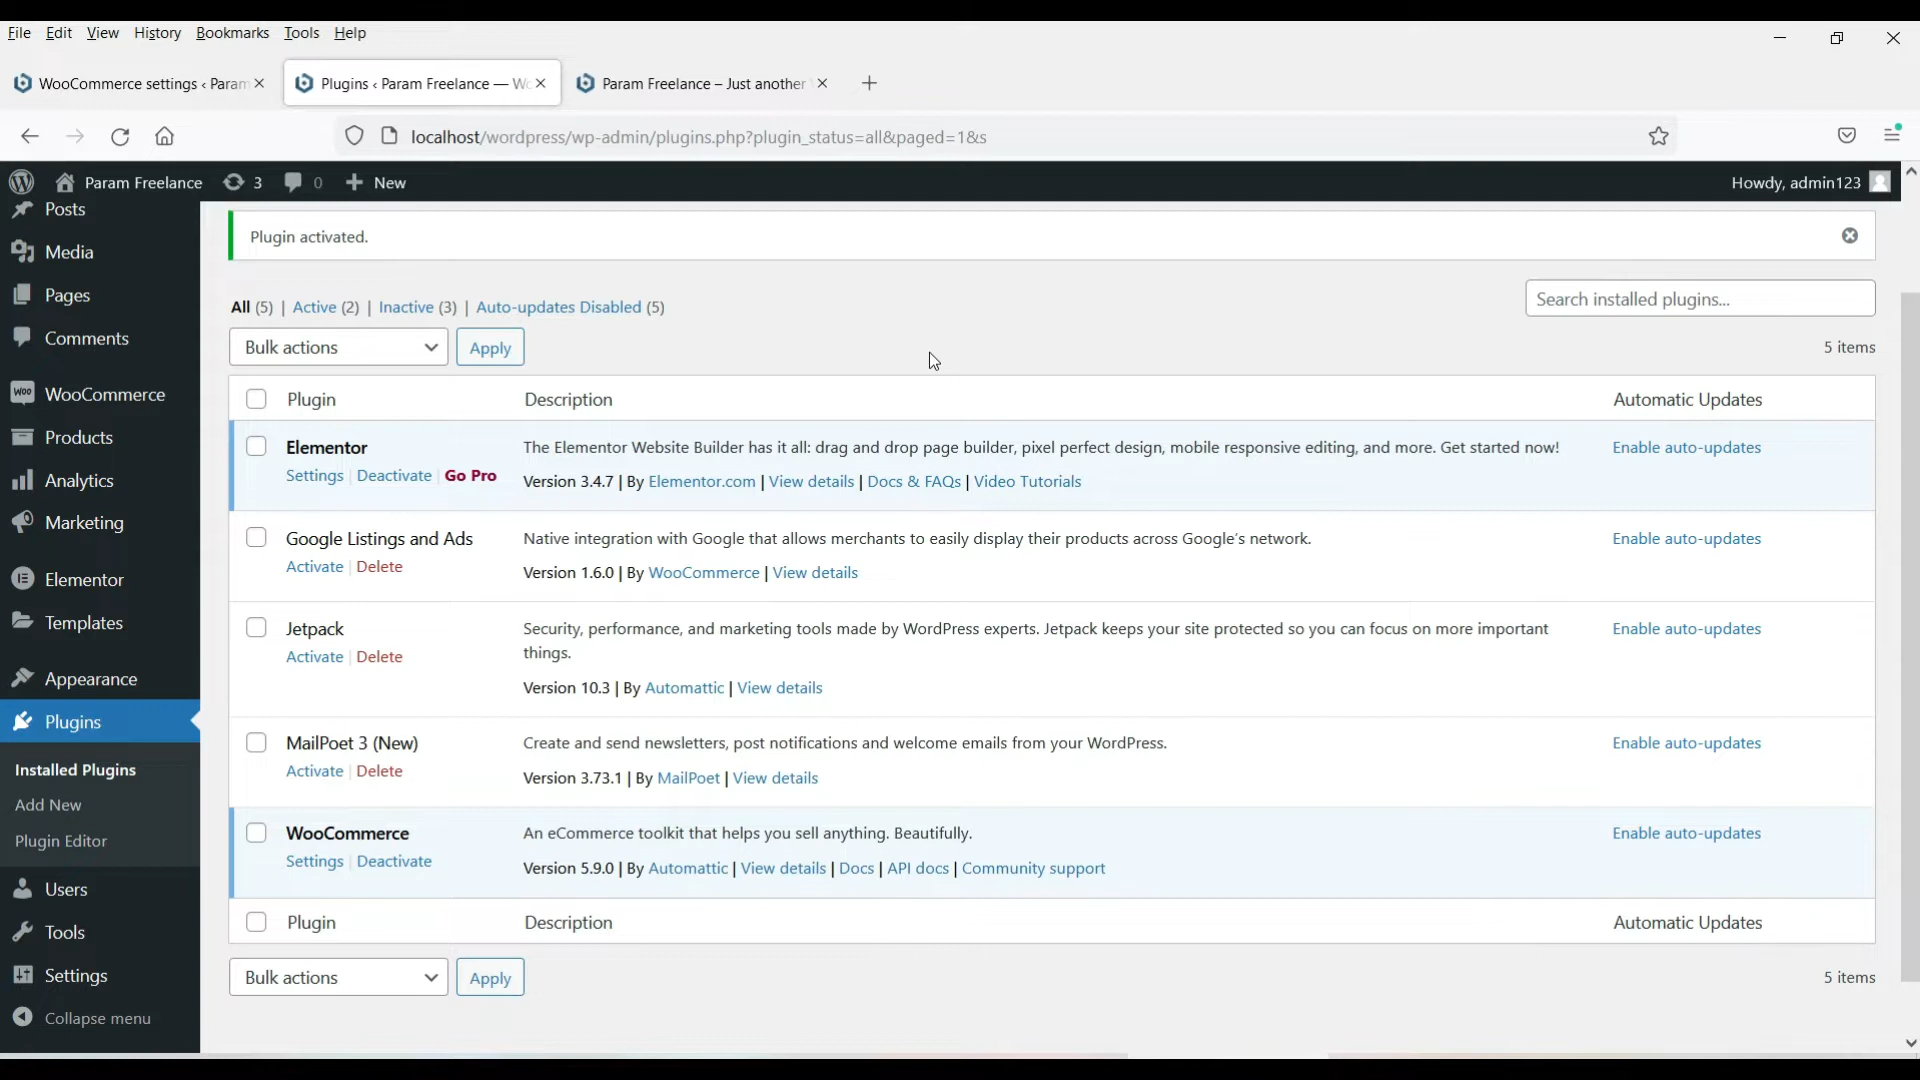 File Edit View History Bookmarks Tools Help
WooCommerce settings ‹ Param
Plugins ‹ Param Freelance — Wo
Param Freelance – Just another
localhost/wordpress/wp-admin/plugins.php?plugin_status=all&paged=1&s
Param Freelance 3 0 + New Howdy, admin123
Posts
Media
Pages
Comments
Woo WooCommerce
Products
Analytics
Marketing
Elementor
Templates
Appearance
Plugins
Installed Plugins
Add New
Plugin Editor
Users
Tools
Settings
Collapse menu
Plugin activated.
All (5) | Active (2) | Inactive (3) | Auto-updates Disabled (5)
Search installed plugins...
Bulk actions Apply 5 items
Plugin Description Automatic Updates
Elementor The Elementor Website Builder has it all: drag and drop page builder, pixel perfect design, mobile responsive editing, and more. Get started now! Enable auto-updates
Settings | Deactivate | Go Pro Version 3.4.7 | By Elementor.com | View details | Docs & FAQs | Video Tutorials
Google Listings and Ads Native integration with Google that allows merchants to easily display their products across Google's network. Enable auto-updates
Activate | Delete Version 1.6.0 | By WooCommerce | View details
Jetpack Security, performance, and marketing tools made by WordPress experts. Jetpack keeps your site protected so you can focus on more important Enable auto-updates
Activate | Delete things.
Version 10.3 | By Automattic | View details
MailPoet 3 (New) Create and send newsletters, post notifications and welcome emails from your WordPress. Enable auto-updates
Activate | Delete Version 3.73.1 | By MailPoet | View details
WooCommerce An eCommerce toolkit that helps you sell anything. Beautifully. Enable auto-updates
Settings | Deactivate Version 5.9.0 | By Automattic | View details | Docs | API docs | Community support
Plugin Description Automatic Updates
Bulk actions Apply 5 items